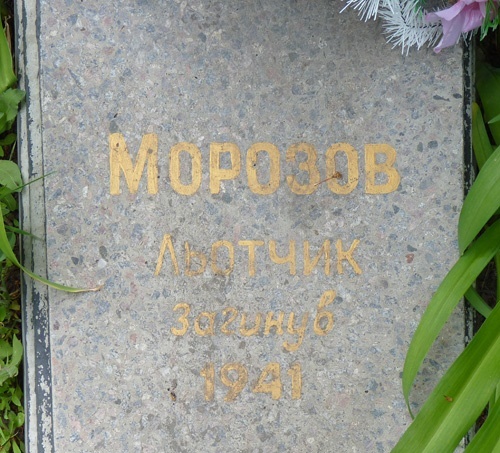 Морозов
Льотчик
Загинув
1941